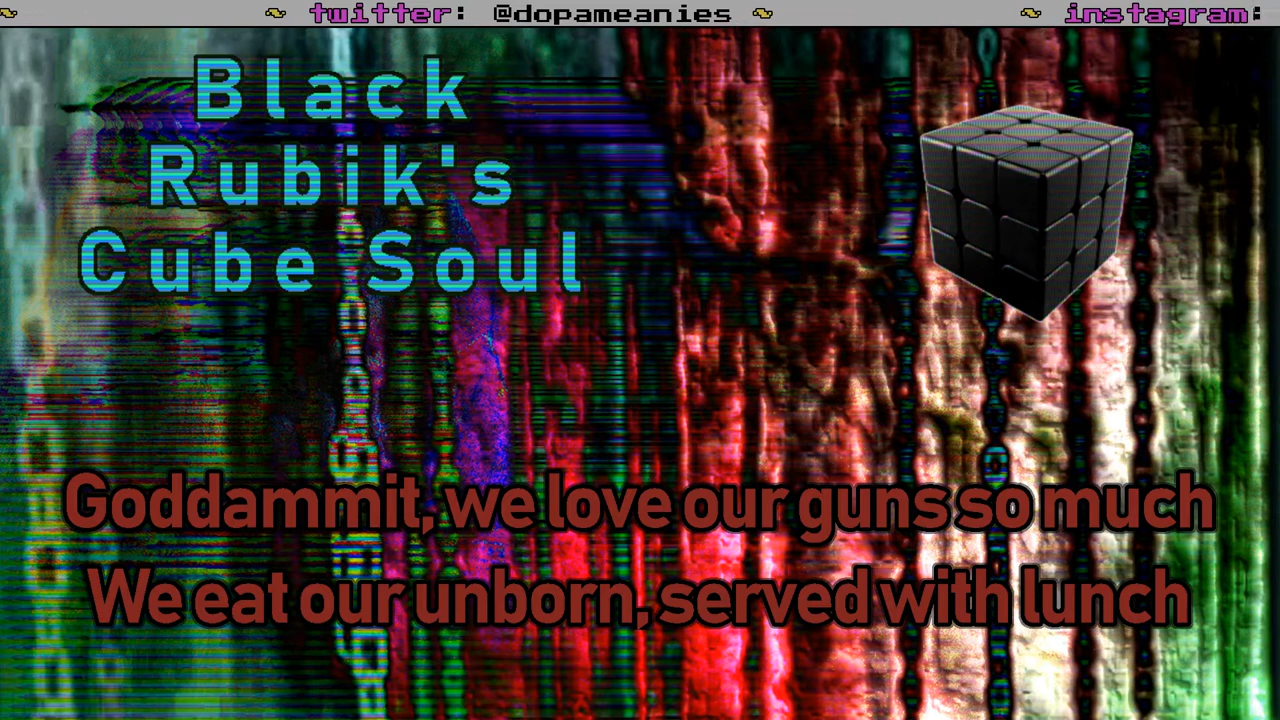 ~ twitter: @dopameanies ~ ~ instagram:
Black
Rubik's
Cube Soul
Goddammit, we love our guns so much
We eat our unborn, served with lunch